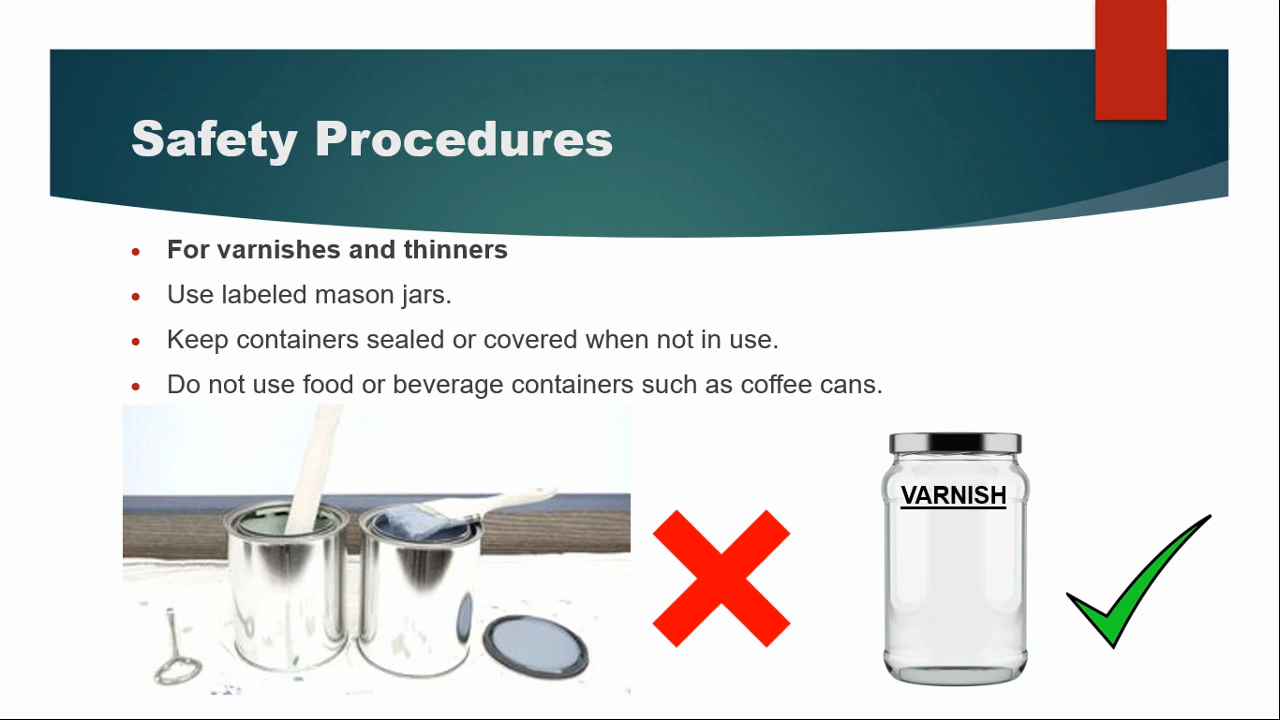 Safety Procedures
• For varnishes and thinners
• Use labeled mason jars.
• Keep containers sealed or covered when not in use.
• Do not use food or beverage containers such as coffee cans.
VARNISH